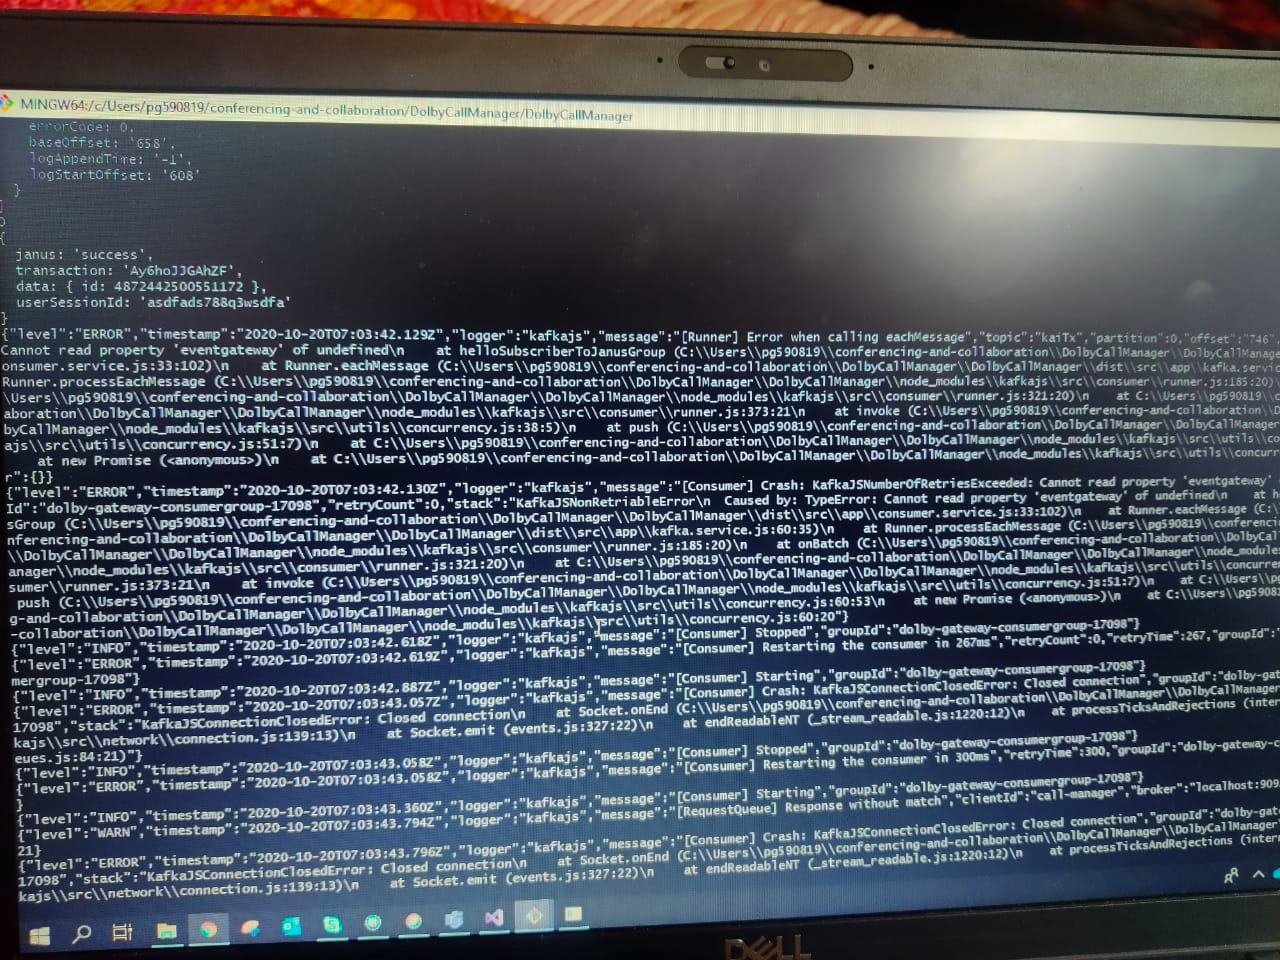 MINGW64:/c/Users/pg590819/conferencing-and-collaboration/DolbyCallManager/DolbyCallManager
errorCode: 0,
baseOffset: '658',
logAppendTime: '-1',
logStartOffset: '608'
}
]
{
janus: 'success',
transaction: 'Ay6hoJJGAhZF',
data: { id: 4872442500551172 },
userSessionId: 'asdfads788q3wsdfa'
}
{"level":"ERROR","timestamp":"2020-10-20T07:03:42.129Z","logger":"kafkajs","message":"[Runner] Error when calling eachMessage","topic":"kaiTx","partition":0,"offset":"746",
Cannot read property 'eventgateway' of undefined\n    at helloSubscriberToJanusGroup (C:\\Users\\pg590819\\conferencing-and-collaboration\\DolbyCallManager\\DolbyCallManage
onsumer.service.js:33:102)\n    at Runner.eachMessage (C:\\Users\\pg590819\\conferencing-and-collaboration\\DolbyCallManager\\DolbyCallManager\\dist\\src\\app\\kafka.servic
Runner.processEachMessage (C:\\Users\\pg590819\\conferencing-and-collaboration\\DolbyCallManager\\DolbyCallManager\\node_modules\\kafkajs\\src\\consumer\\runner.js:185:20)
\Users\\pg590819\\conferencing-and-collaboration\\DolbyCallManager\\DolbyCallManager\\node_modules\\kafkajs\\src\\consumer\\runner.js:321:20)\n    at C:\\Users\\pg590819\\c
aboration\\DolbyCallManager\\DolbyCallManager\\node_modules\\kafkajs\\src\\consumer\\runner.js:373:21\n    at invoke (C:\\Users\\pg590819\\conferencing-and-collaboration\\
byCallManager\\node_modules\\kafkajs\\src\\utils\\concurrency.js:38:5)\n    at push (C:\\Users\\pg590819\\conferencing-and-collaboration\\DolbyCallManager\\DolbyCallManager
ajs\\src\\utils\\concurrency.js:51:7)\n    at C:\\Users\\pg590819\\conferencing-and-collaboration\\DolbyCallManager\\DolbyCallManager\\node_modules\\kafkajs\\src\\utils\\co
at new Promise (<anonymous>)\n    at C:\\Users\\pg590819\\conferencing-and-collaboration\\DolbyCallManager\\DolbyCallManager\\node_modules\\kafkajs\\src\\utils\\concurr
r":{}}
{"level":"ERROR","timestamp":"2020-10-20T07:03:42.130Z","logger":"kafkajs","message":"[Consumer] Crash: KafkaJSNumberOfRetriesExceeded: Cannot read property 'eventgateway'
Id":"dolby-gateway-consumergroup-17098","retryCount":0,"stack":"KafkaJSNonRetriableError\n  Caused by: TypeError: Cannot read property 'eventgateway' of undefined\n    at h
sGroup (C:\\Users\\pg590819\\conferencing-and-collaboration\\DolbyCallManager\\DolbyCallManager\\dist\\src\\app\\consumer.service.js:33:102)\n    at Runner.eachMessage (C:\
nferencing-and-collaboration\\DolbyCallManager\\DolbyCallManager\\dist\\src\\app\\kafka.service.js:60:35)\n    at Runner.processEachMessage (C:\\Users\\pg590819\\conferenc
\\DolbyCallManager\\DolbyCallManager\\node_modules\\kafkajs\\src\\consumer\\runner.js:185:20)\n    at onBatch (C:\\Users\\pg590819\\conferencing-and-collaboration\\DolbyCal
anager\\node_modules\\kafkajs\\src\\consumer\\runner.js:321:20)\n    at C:\\Users\\pg590819\\conferencing-and-collaboration\\DolbyCallManager\\DolbyCallManager\\node_module
sumer\\runner.js:373:21\n    at invoke (C:\\Users\\pg590819\\conferencing-and-collaboration\\DolbyCallManager\\DolbyCallManager\\node_modules\\kafkajs\\src\\utils\\concurre
push (C:\\Users\\pg590819\\conferencing-and-collaboration\\DolbyCallManager\\DolbyCallManager\\node_modules\\kafkajs\\src\\utils\\concurrency.js:51:7)\n    at C:\\Users\\pg
g-and-collaboration\\DolbyCallManager\\DolbyCallManager\\node_modules\\kafkajs\\src\\utils\\concurrency.js:60:53\n    at new Promise (<anonymous>)\n    at C:\\Users\\pg59081
-collaboration\\DolbyCallManager\\DolbyCallManager\\node_modules\\kafkajs\\src\\utils\\concurrency.js:60:20"}
{"level":"INFO","timestamp":"2020-10-20T07:03:42.618Z","logger":"kafkajs","message":"[Consumer] Stopped","groupId":"dolby-gateway-consumergroup-17098"}
{"level":"ERROR","timestamp":"2020-10-20T07:03:42.619Z","logger":"kafkajs","message":"[Consumer] Restarting the consumer in 267ms","retryCount":0,"retryTime":267,"groupId":
mergroup-17098"}
{"level":"INFO","timestamp":"2020-10-20T07:03:42.887Z","logger":"kafkajs","message":"[Consumer] Starting","groupId":"dolby-gateway-consumergroup-17098"}
{"level":"ERROR","timestamp":"2020-10-20T07:03:43.057Z","logger":"kafkajs","message":"[Consumer] Crash: KafkaJSConnectionClosedError: Closed connection","groupId":"dolby-gat
17098","stack":"KafkaJSConnectionClosedError: Closed connection\n    at Socket.onEnd (C:\\Users\\pg590819\\conferencing-and-collaboration\\DolbyCallManager\\DolbyCallManager
kajs\\src\\network\\connection.js:139:13)\n    at Socket.emit (events.js:327:22)\n    at endReadableNT (_stream_readable.js:1220:12)\n    at processTicksAndRejections (inter
eues.js:84:21)"}
{"level":"INFO","timestamp":"2020-10-20T07:03:43.058Z","logger":"kafkajs","message":"[Consumer] Stopped","groupId":"dolby-gateway-consumergroup-17098"}
{"level":"ERROR","timestamp":"2020-10-20T07:03:43.058Z","logger":"kafkajs","message":"[Consumer] Restarting the consumer in 300ms","retryTime":300,"groupId":"dolby-gateway-c
}
{"level":"INFO","timestamp":"2020-10-20T07:03:43.360Z","logger":"kafkajs","message":"[Consumer] Starting","groupId":"dolby-gateway-consumergroup-17098"}
{"level":"WARN","timestamp":"2020-10-20T07:03:43.794Z","logger":"kafkajs","message":"[RequestQueue] Response without match","clientId":"call-manager","broker":"localhost:909
21}
{"level":"ERROR","timestamp":"2020-10-20T07:03:43.796Z","logger":"kafkajs","message":"[Consumer] Crash: KafkaJSConnectionClosedError: Closed connection","groupId":"dolby-gat
17098","stack":"KafkaJSConnectionClosedError: Closed connection\n    at Socket.onEnd (C:\\Users\\pg590819\\conferencing-and-collaboration\\DolbyCallManager\\DolbyCallManager
kajs\\src\\network\\connection.js:139:13)\n    at Socket.emit (events.js:327:22)\n    at endReadableNT (_stream_readable.js:1220:12)\n    at processTicksAndRejections (inter
DELL